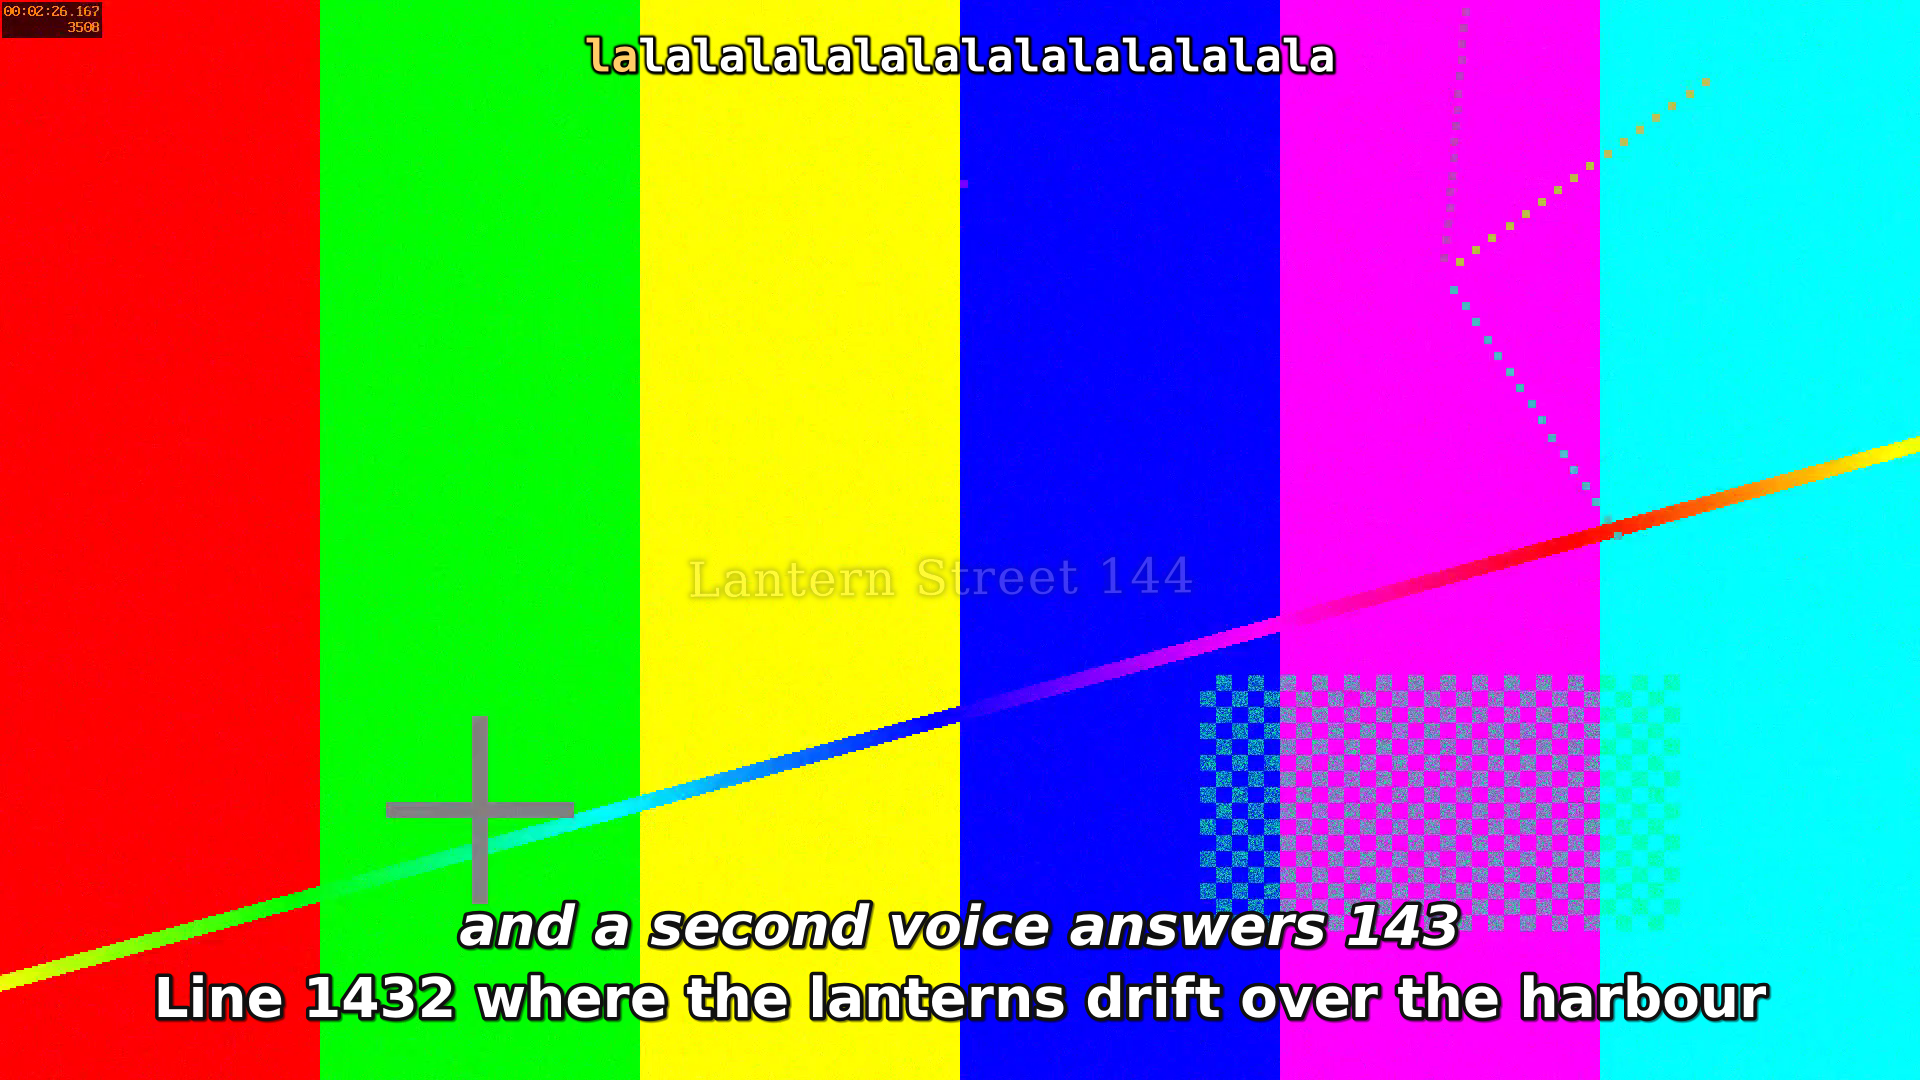 00:02:26.167
3508
lalalalalalalalalalalalalala
Lantern Street 144
and a second voice answers 143
Line 1432 where the lanterns drift over the harbour